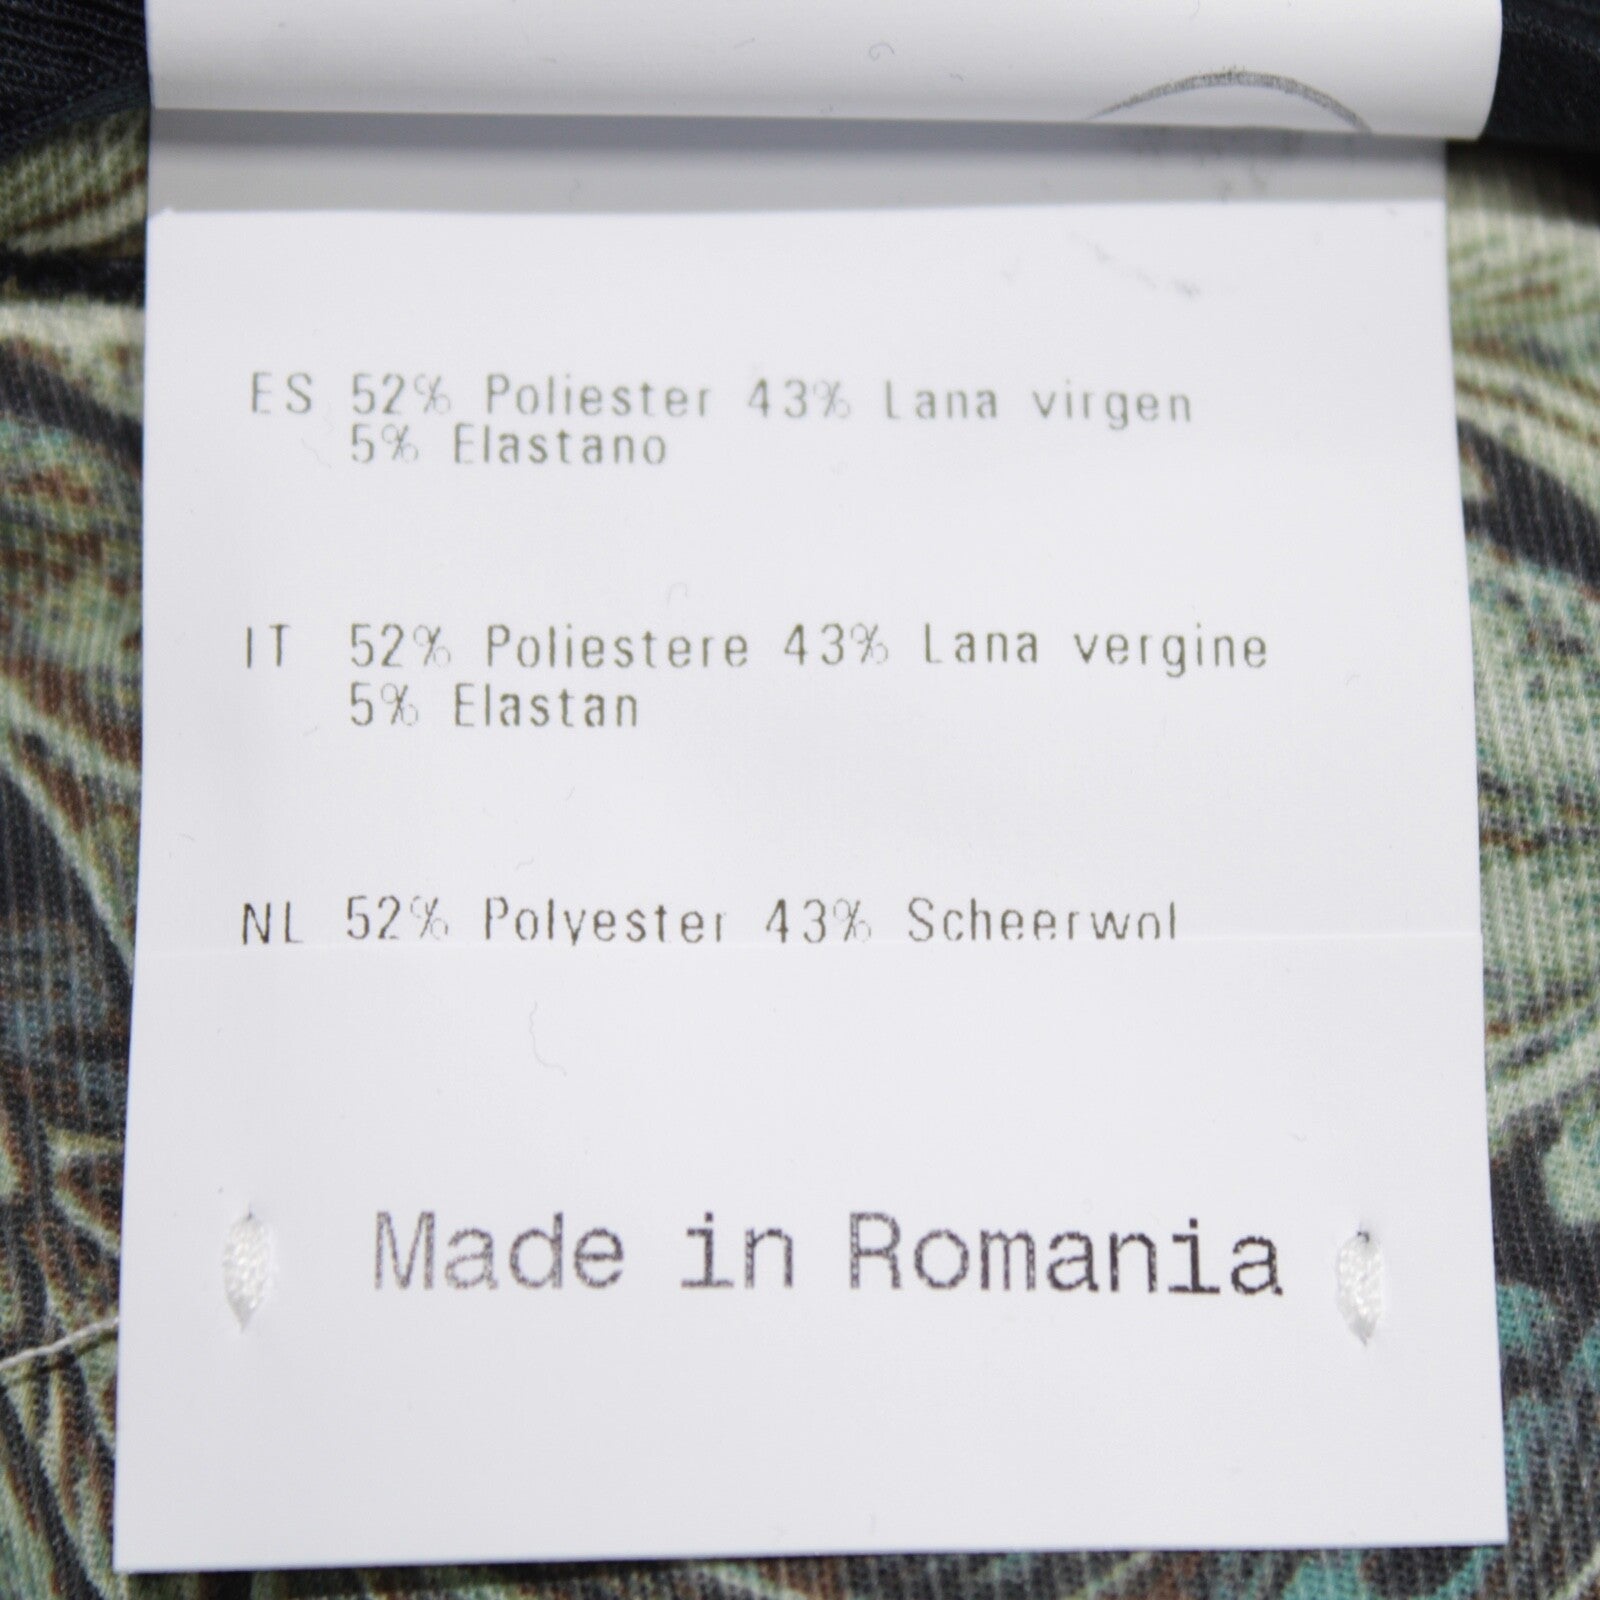 ES 52% Poliester 43% Lana virgen
5% Elastano
IT 52% Poliestere 43% Lana vergine
5% Elastan
NL 52% Polyester 43% Scheerwol
Made in Romania